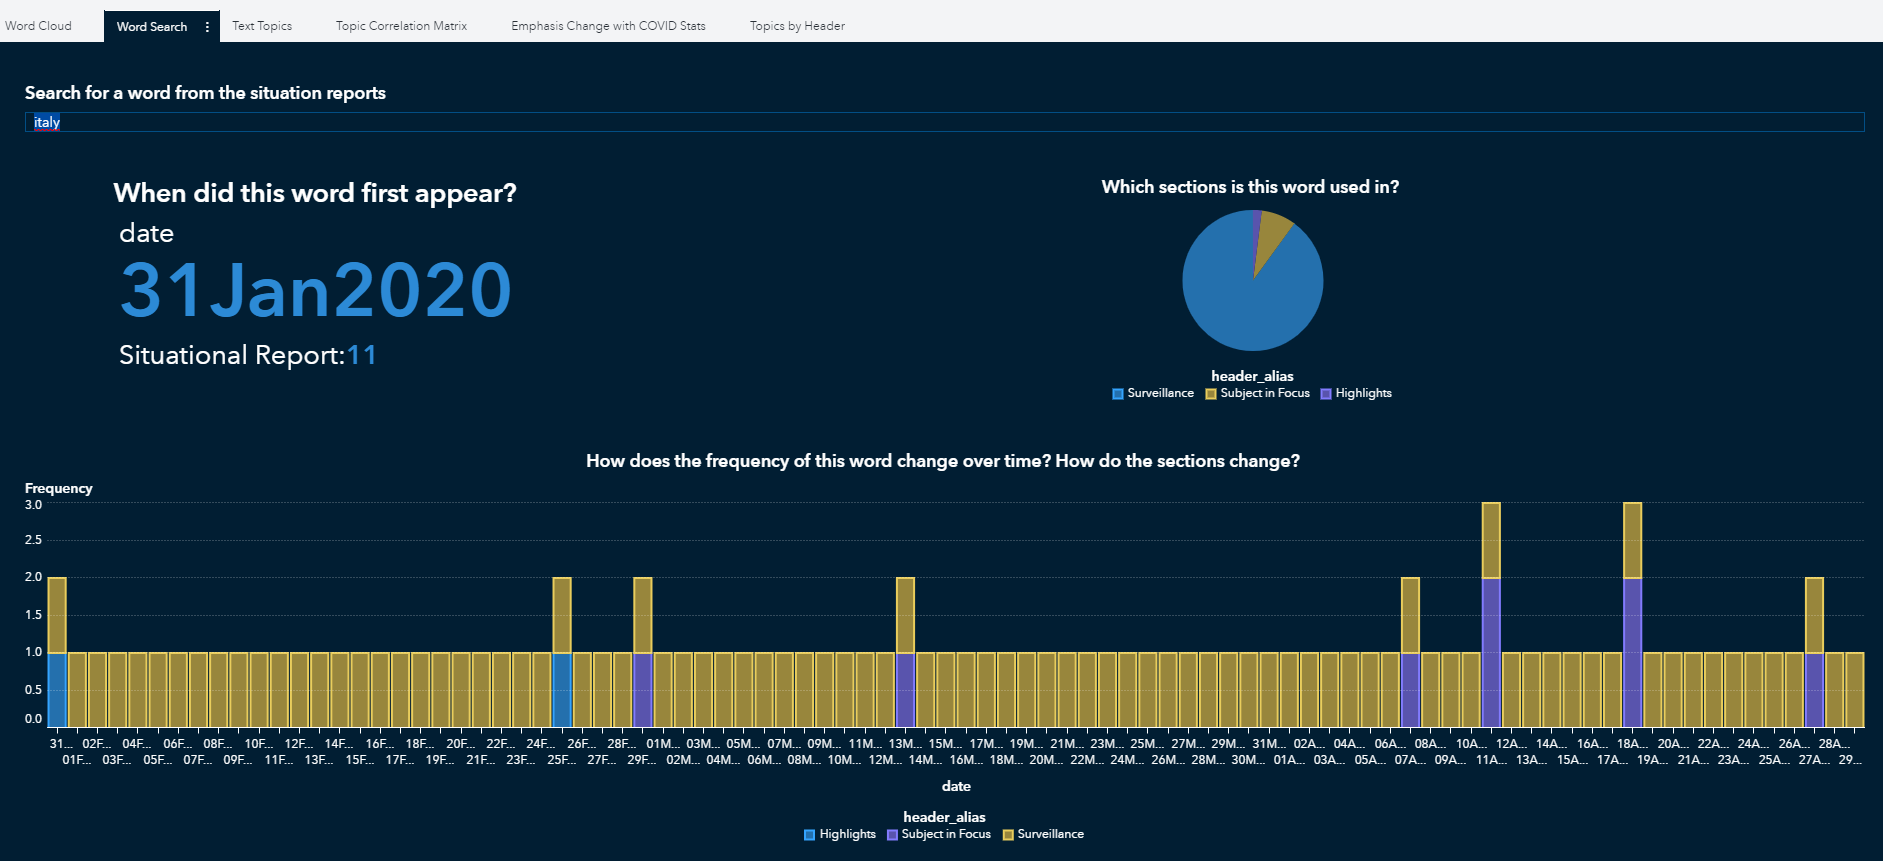 Word Cloud Word Search Text Topics Topic Correlation Matrix Emphasis Change with COVID Stats Topics by Header
Search for a word from the situation reports
italy
When did this word first appear?
date
31Jan2020
Situational Report:11
Which sections is this word used in?
header_alias
Surveillance Subject in Focus Highlights
How does the frequency of this word change over time? How do the sections change?
Frequency
3.0
2.5
2.0
1.5
1.0
0.5
0.0
31... 02F... 04F... 06F... 08F... 10F... 12F... 14F... 16F... 18F... 20F... 22F... 24F... 26F... 28F... 01M... 03M... 05M... 07M... 09M... 11M... 13M... 15M... 17M... 19M... 21M... 23M... 25M... 27M... 29M... 31M... 02A... 04A... 06A... 08A... 10A... 12A... 14A... 16A... 18A... 20A... 22A... 24A... 26A... 28A...
01F... 03F... 05F... 07F... 09F... 11F... 13F... 15F... 17F... 19F... 21F... 23F... 25F... 27F... 29F... 02M... 04M... 06M... 08M... 10M... 12M... 14M... 16M... 18M... 20M... 22M... 24M... 26M... 28M... 30M... 01A... 03A... 05A... 07A... 09A... 11A... 13A... 15A... 17A... 19A... 21A... 23A... 25A... 27A... 29...
date
header_alias
Highlights Subject in Focus Surveillance